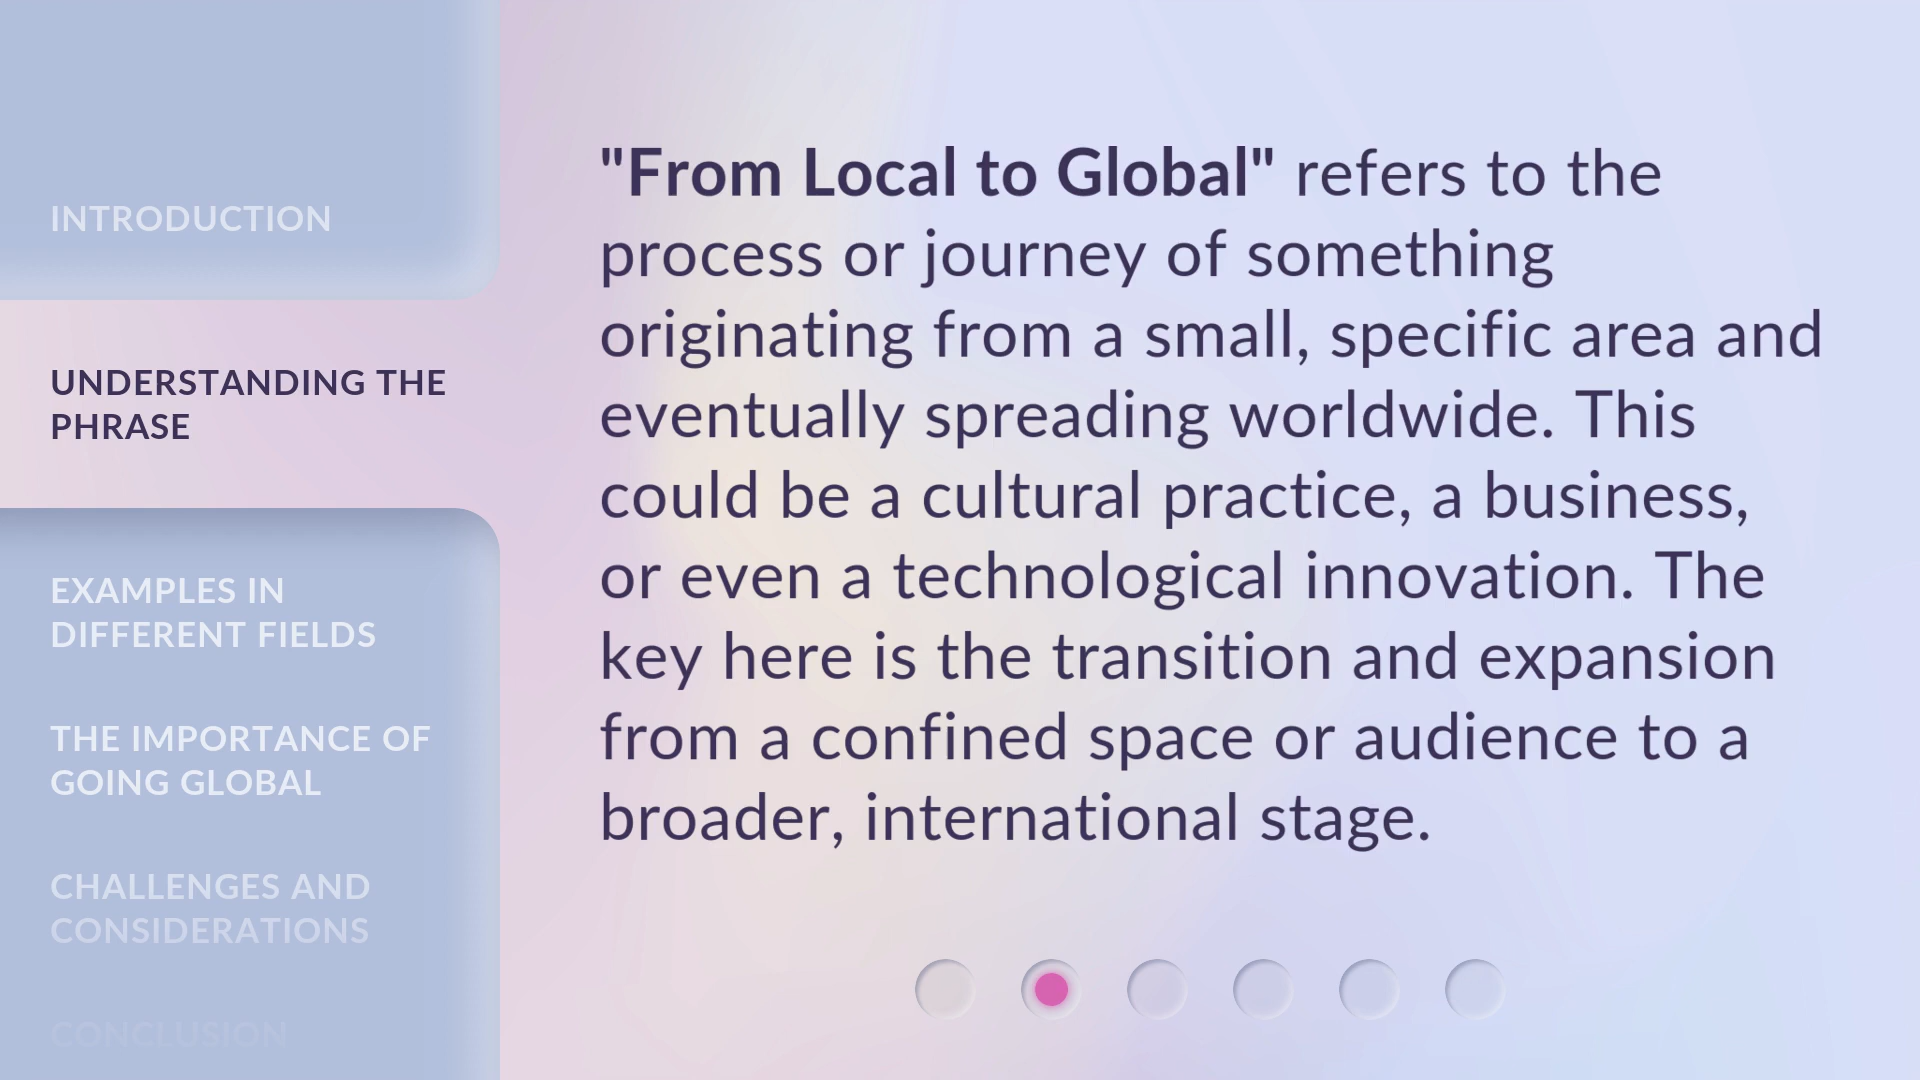 INTRODUCTION
UNDERSTANDING THE
PHRASE
EXAMPLES IN
DIFFERENT FIELDS
THE IMPORTANCE OF
GOING GLOBAL
CHALLENGES AND
CONSIDERATIONS
CONCLUSION
"From Local to Global" refers to the
process or journey of something
originating from a small, specific area and
eventually spreading worldwide. This
could be a cultural practice, a business,
or even a technological innovation. The
key here is the transition and expansion
from a confined space or audience to a
broader, international stage.